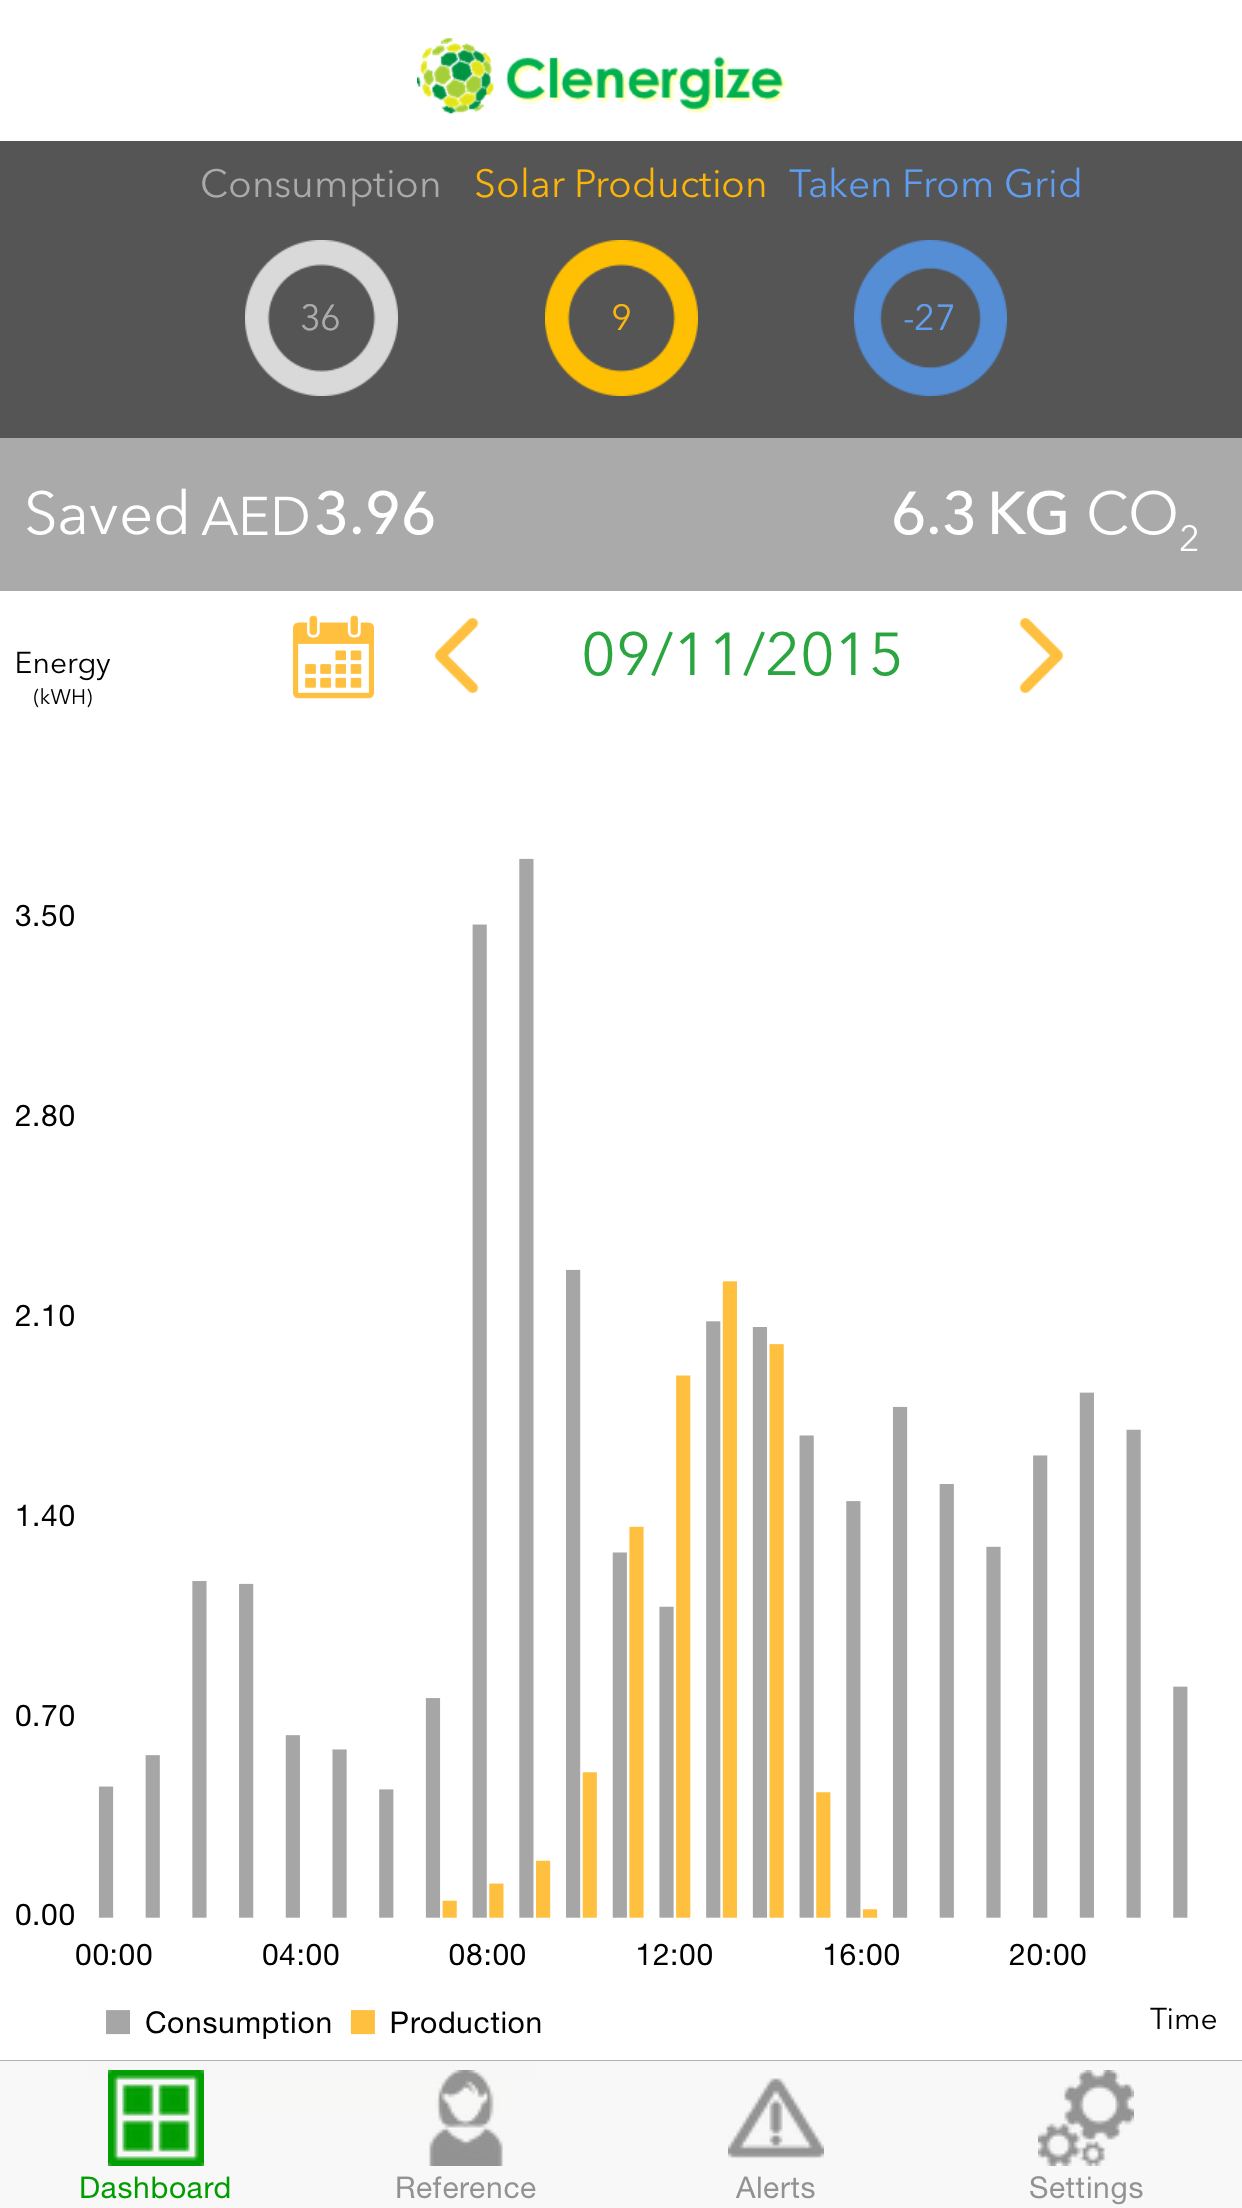 Clenergize
Consumption Solar Production Taken From Grid
36 9 -27
Saved AED 3.96 6.3 KG CO2
Energy
(kWH)
09/11/2015
3.50
2.80
2.10
1.40
0.70
0.00
00:00 04:00 08:00 12:00 16:00 20:00
Consumption Production
Time
Dashboard Reference Alerts Settings